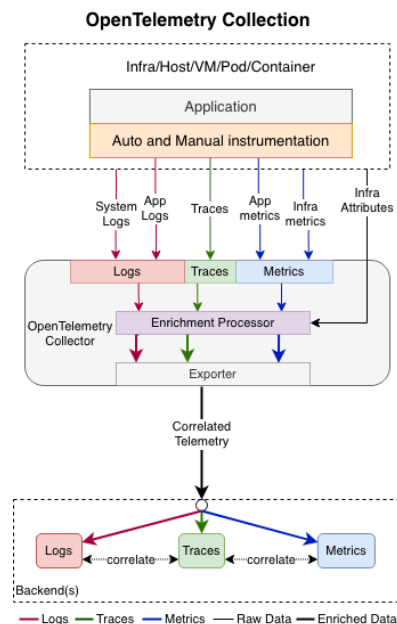 OpenTelemetry Collection
Infra/Host/VM/Pod/Container
Application
Auto and Manual instrumentation
System
Logs
App
Logs
Traces
App
metrics
Infra
metrics
Infra
Attributes
Logs
Traces
Metrics
OpenTelemetry
Collector
Enrichment Processor
Exporter
Correlated
Telemetry
Logs
correlate
Traces
correlate
Metrics
Backend(s)
Logs
Traces
Metrics
Raw Data
Enriched Data